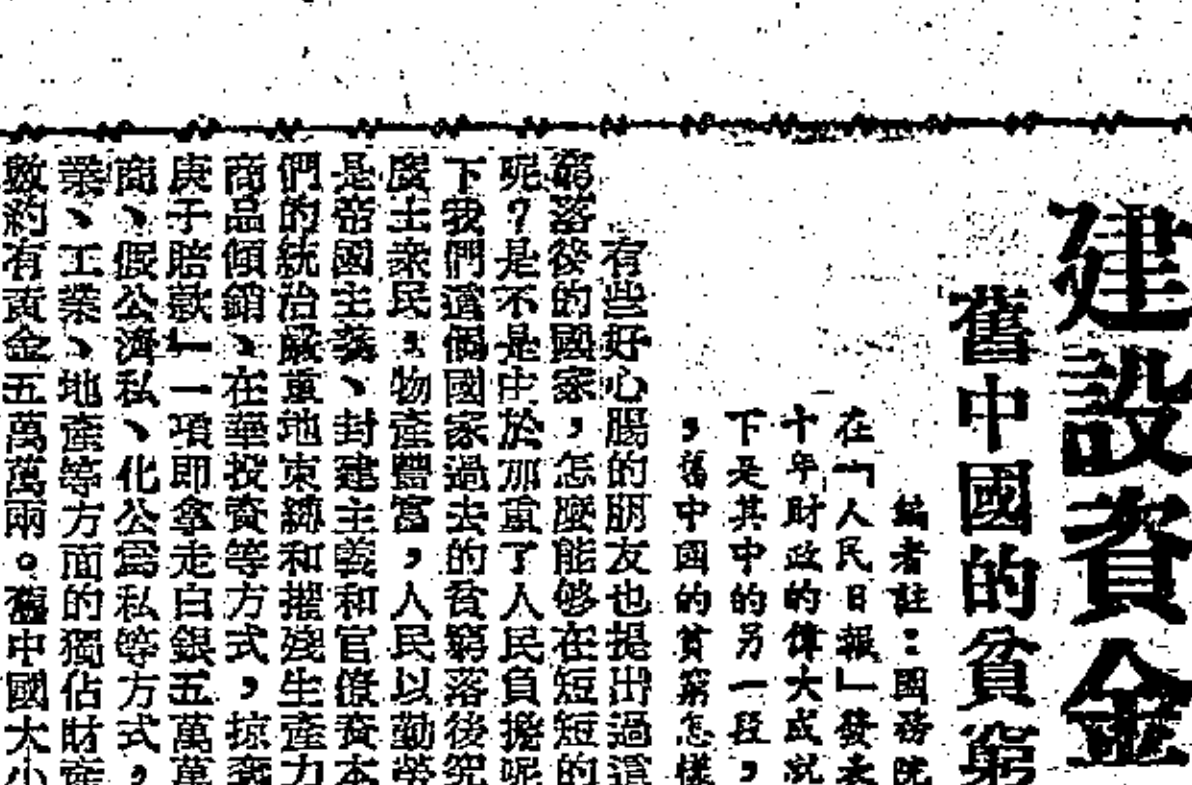 建設資金
舊中國的貧窮
編者註：國務院
在「人民日報」發表
十年財政的偉大成就
下是其中的另一段，
，舊中國的貧窮怎樣
有些好心腸的朋友也提出過這
窮落後的國家，怎麼能够在短短的
呢？是不是由於加重了人民負擔呢
下我們這個國家過去的貧窮落後究
廣土衆民，物產豐富，人民以勤勞
是帝國主義、封建主義和官僚資本
們的統治嚴重地束縛和摧殘生產力
商品傾銷、在華投資等方式，掠奪
庚子賠款」一項即拿走白銀五萬萬
商、假公濟私、化公爲私等方式，
業、工業、地產等方面的獨佔財產
數約有黃金五萬萬兩。舊中國大小